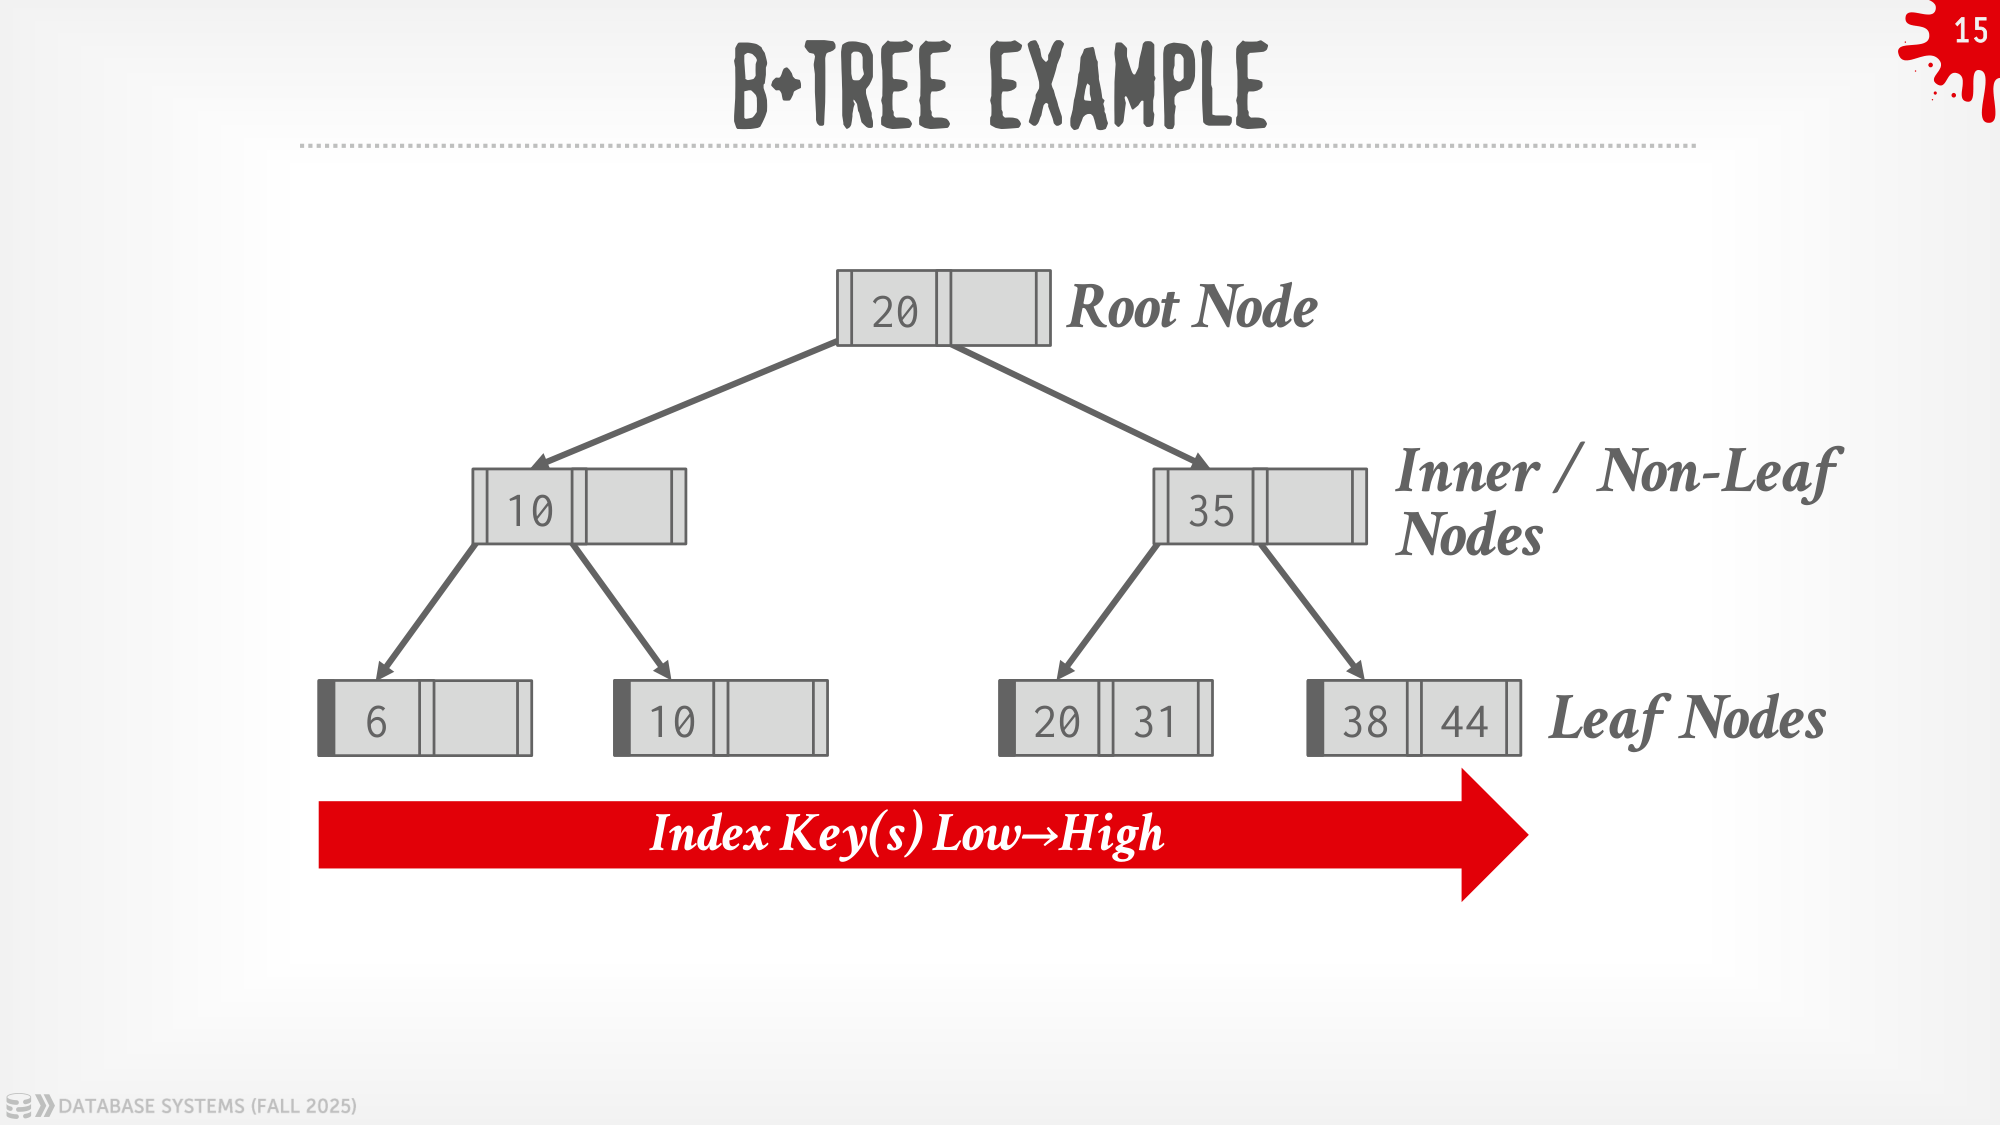 15
B+TREE EXAMPLE
20
Root Node
10
35
Inner / Non-Leaf
Nodes
6
10
20 31
38 44
Leaf Nodes
Index Key(s) Low→High
DATABASE SYSTEMS (FALL 2025)